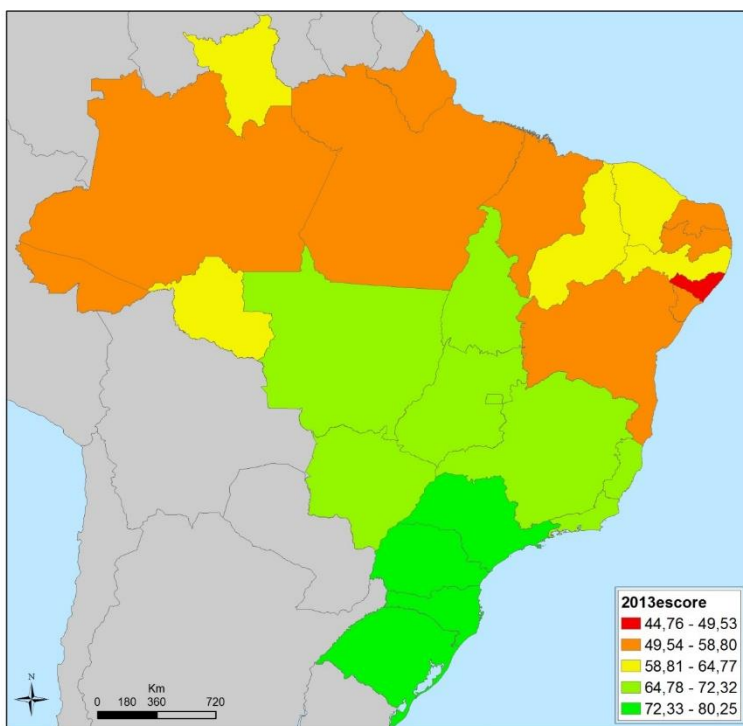 2013escore
44,76 - 49,53
49,54 - 58,80
58,81 - 64,77
64,78 - 72,32
72,33 - 80,25
N
Km
0 180 360 720